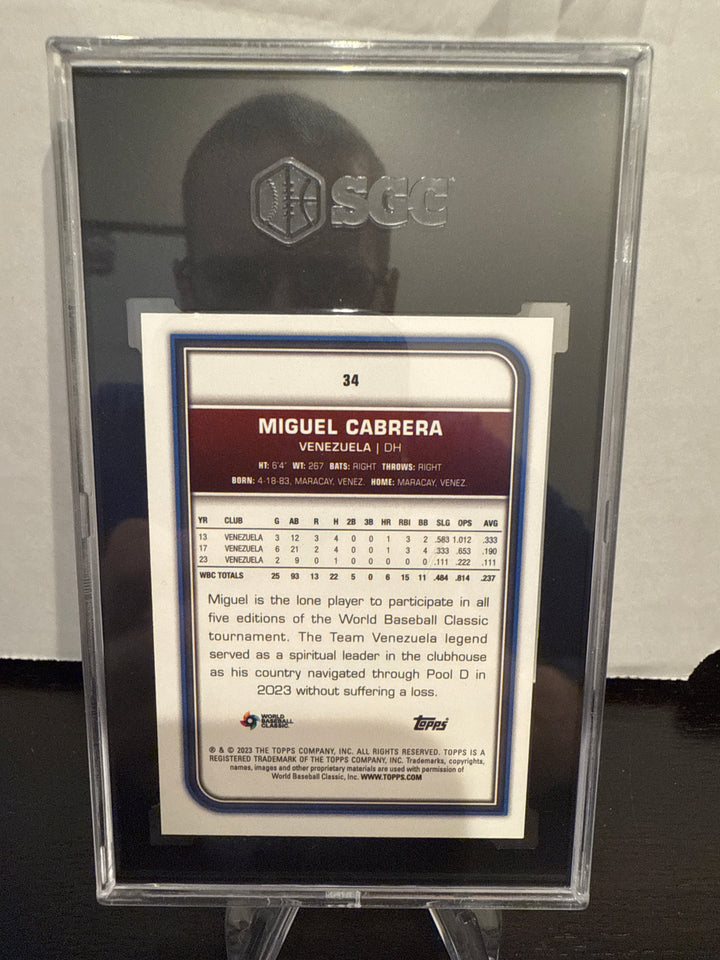 SGC
34
MIGUEL CABRERA
VENEZUELA | DH
HT: 6'4" WT: 267 BATS: RIGHT THROWS: RIGHT
BORN: 4-18-83, MARACAY, VENEZ. HOME: MARACAY, VENEZ.
YR CLUB G AB R H 2B 3B HR RBI BB SLG OPS AVG
13 VENEZUELA 3 12 3 4 0 0 1 3 2 .583 1.012 .333
17 VENEZUELA 6 21 2 4 0 0 1 3 4 .333 .653 .190
23 VENEZUELA 2 9 0 1 0 0 0 0 0 .111 .222 .111
WBC TOTALS 25 93 13 22 5 0 6 15 11 .484 .814 .237
Miguel is the lone player to participate in all
five editions of the World Baseball Classic
tournament. The Team Venezuela legend
served as a spiritual leader in the clubhouse
as his country navigated through Pool D in
2023 without suffering a loss.
WORLD
BASEBALL
CLASSIC
Topps
® & © 2023 THE TOPPS COMPANY, INC. ALL RIGHTS RESERVED. TOPPS IS A
REGISTERED TRADEMARK OF THE TOPPS COMPANY, INC. Trademarks, copyrights,
names, images and other proprietary materials are used with permission of
World Baseball Classic, Inc. WWW.TOPPS.COM